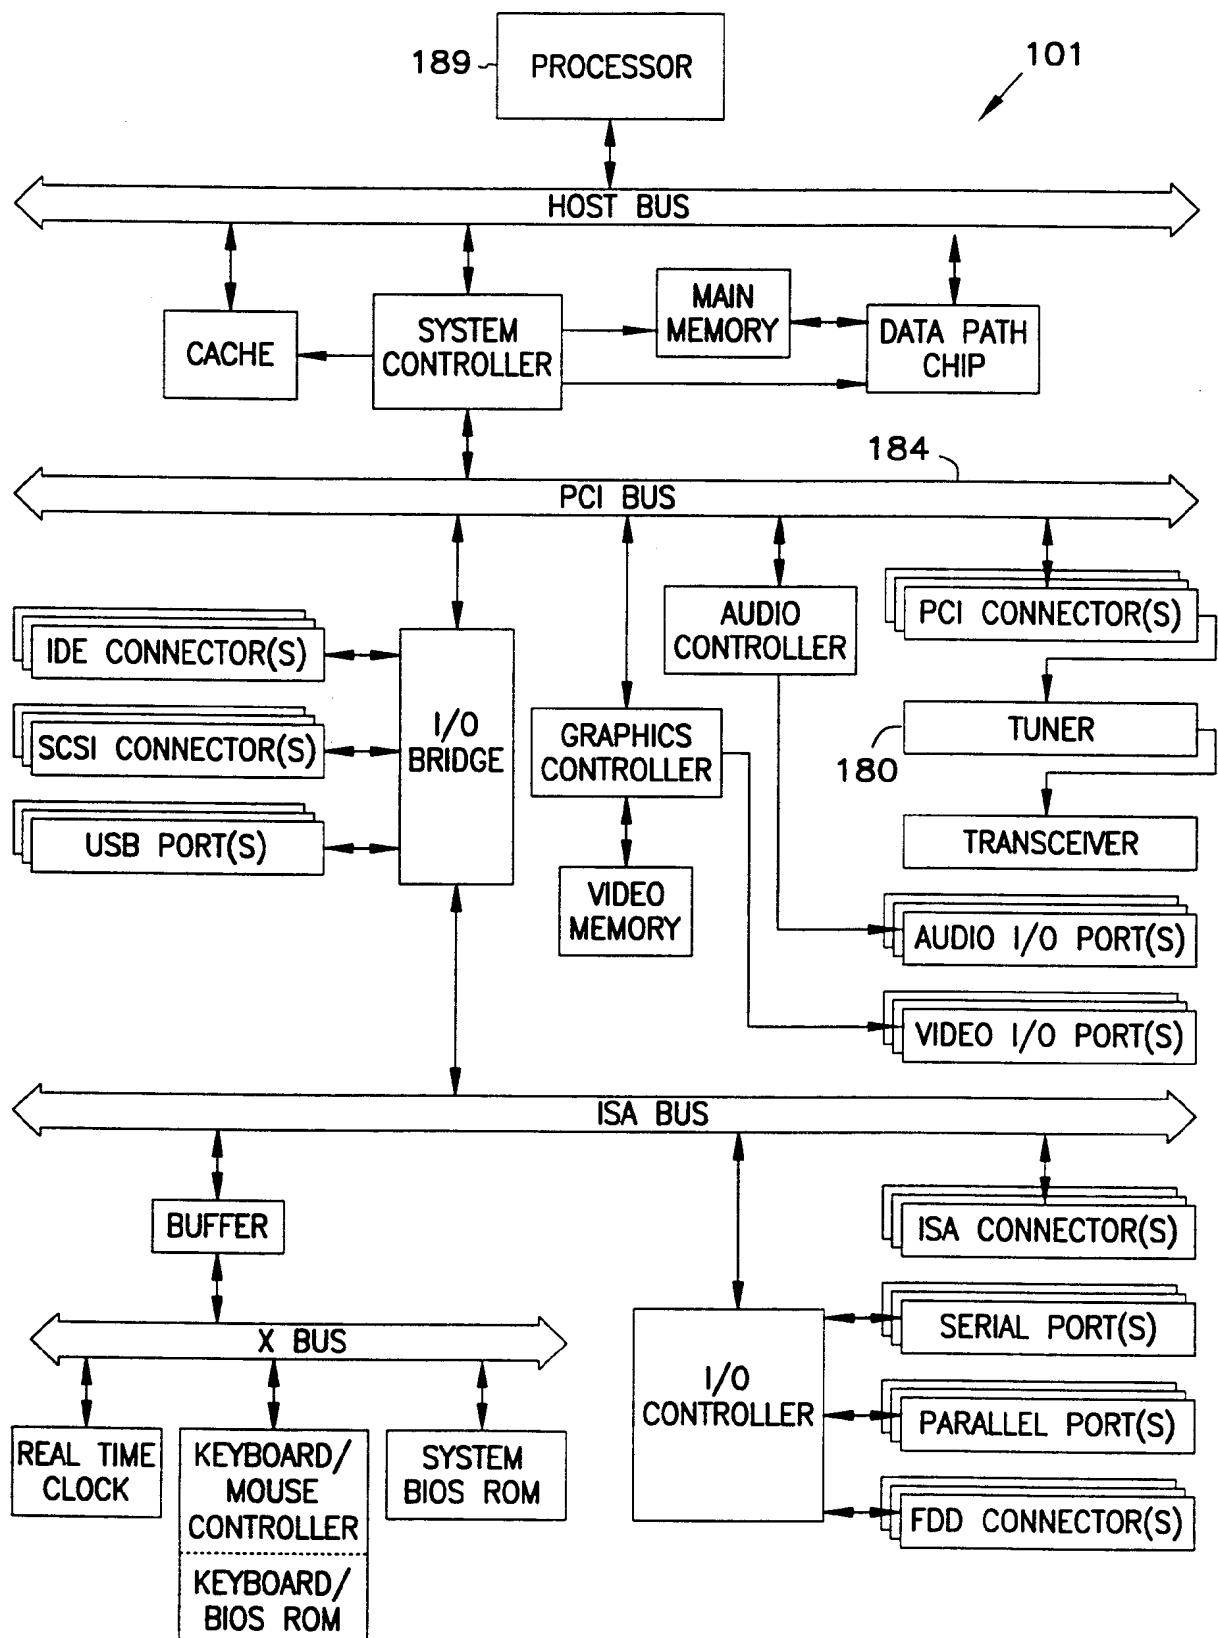 189
PROCESSOR
101
HOST BUS
CACHE
SYSTEM
CONTROLLER
MAIN
MEMORY
DATA PATH
CHIP
184
PCI BUS
IDE CONNECTOR(S)
SCSI CONNECTOR(S)
USB PORT(S)
I/O
BRIDGE
GRAPHICS
CONTROLLER
VIDEO
MEMORY
AUDIO
CONTROLLER
PCI CONNECTOR(S)
TUNER
180
TRANSCEIVER
AUDIO I/O PORT(S)
VIDEO I/O PORT(S)
ISA BUS
BUFFER
X BUS
REAL TIME
CLOCK
KEYBOARD/
MOUSE
CONTROLLER
KEYBOARD/
BIOS ROM
SYSTEM
BIOS ROM
I/O
CONTROLLER
ISA CONNECTOR(S)
SERIAL PORT(S)
PARALLEL PORT(S)
FDD CONNECTOR(S)